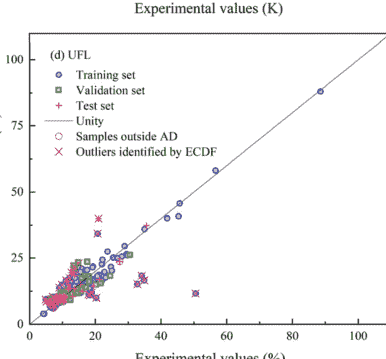 Experimental values (K)
(d) UFL
Training set
Validation set
Test set
Unity
Samples outside AD
Outliers identified by ECDF
100
75
50
25
0
0
20
40
60
80
100
Experimental values (%)